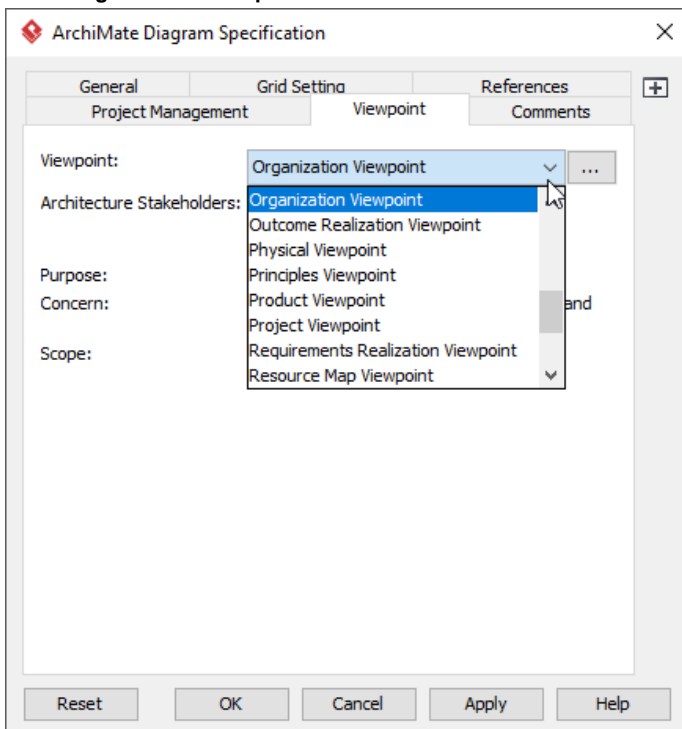 ArchiMate Diagram Specification
General Grid Setting References
Project Management Viewpoint Comments
Viewpoint: Organization Viewpoint ...
Architecture Stakeholders: Organization Viewpoint
Outcome Realization Viewpoint
Physical Viewpoint
Purpose: Principles Viewpoint
Concern: Product Viewpoint and
Project Viewpoint
Scope: Requirements Realization Viewpoint
Resource Map Viewpoint
Reset OK Cancel Apply Help